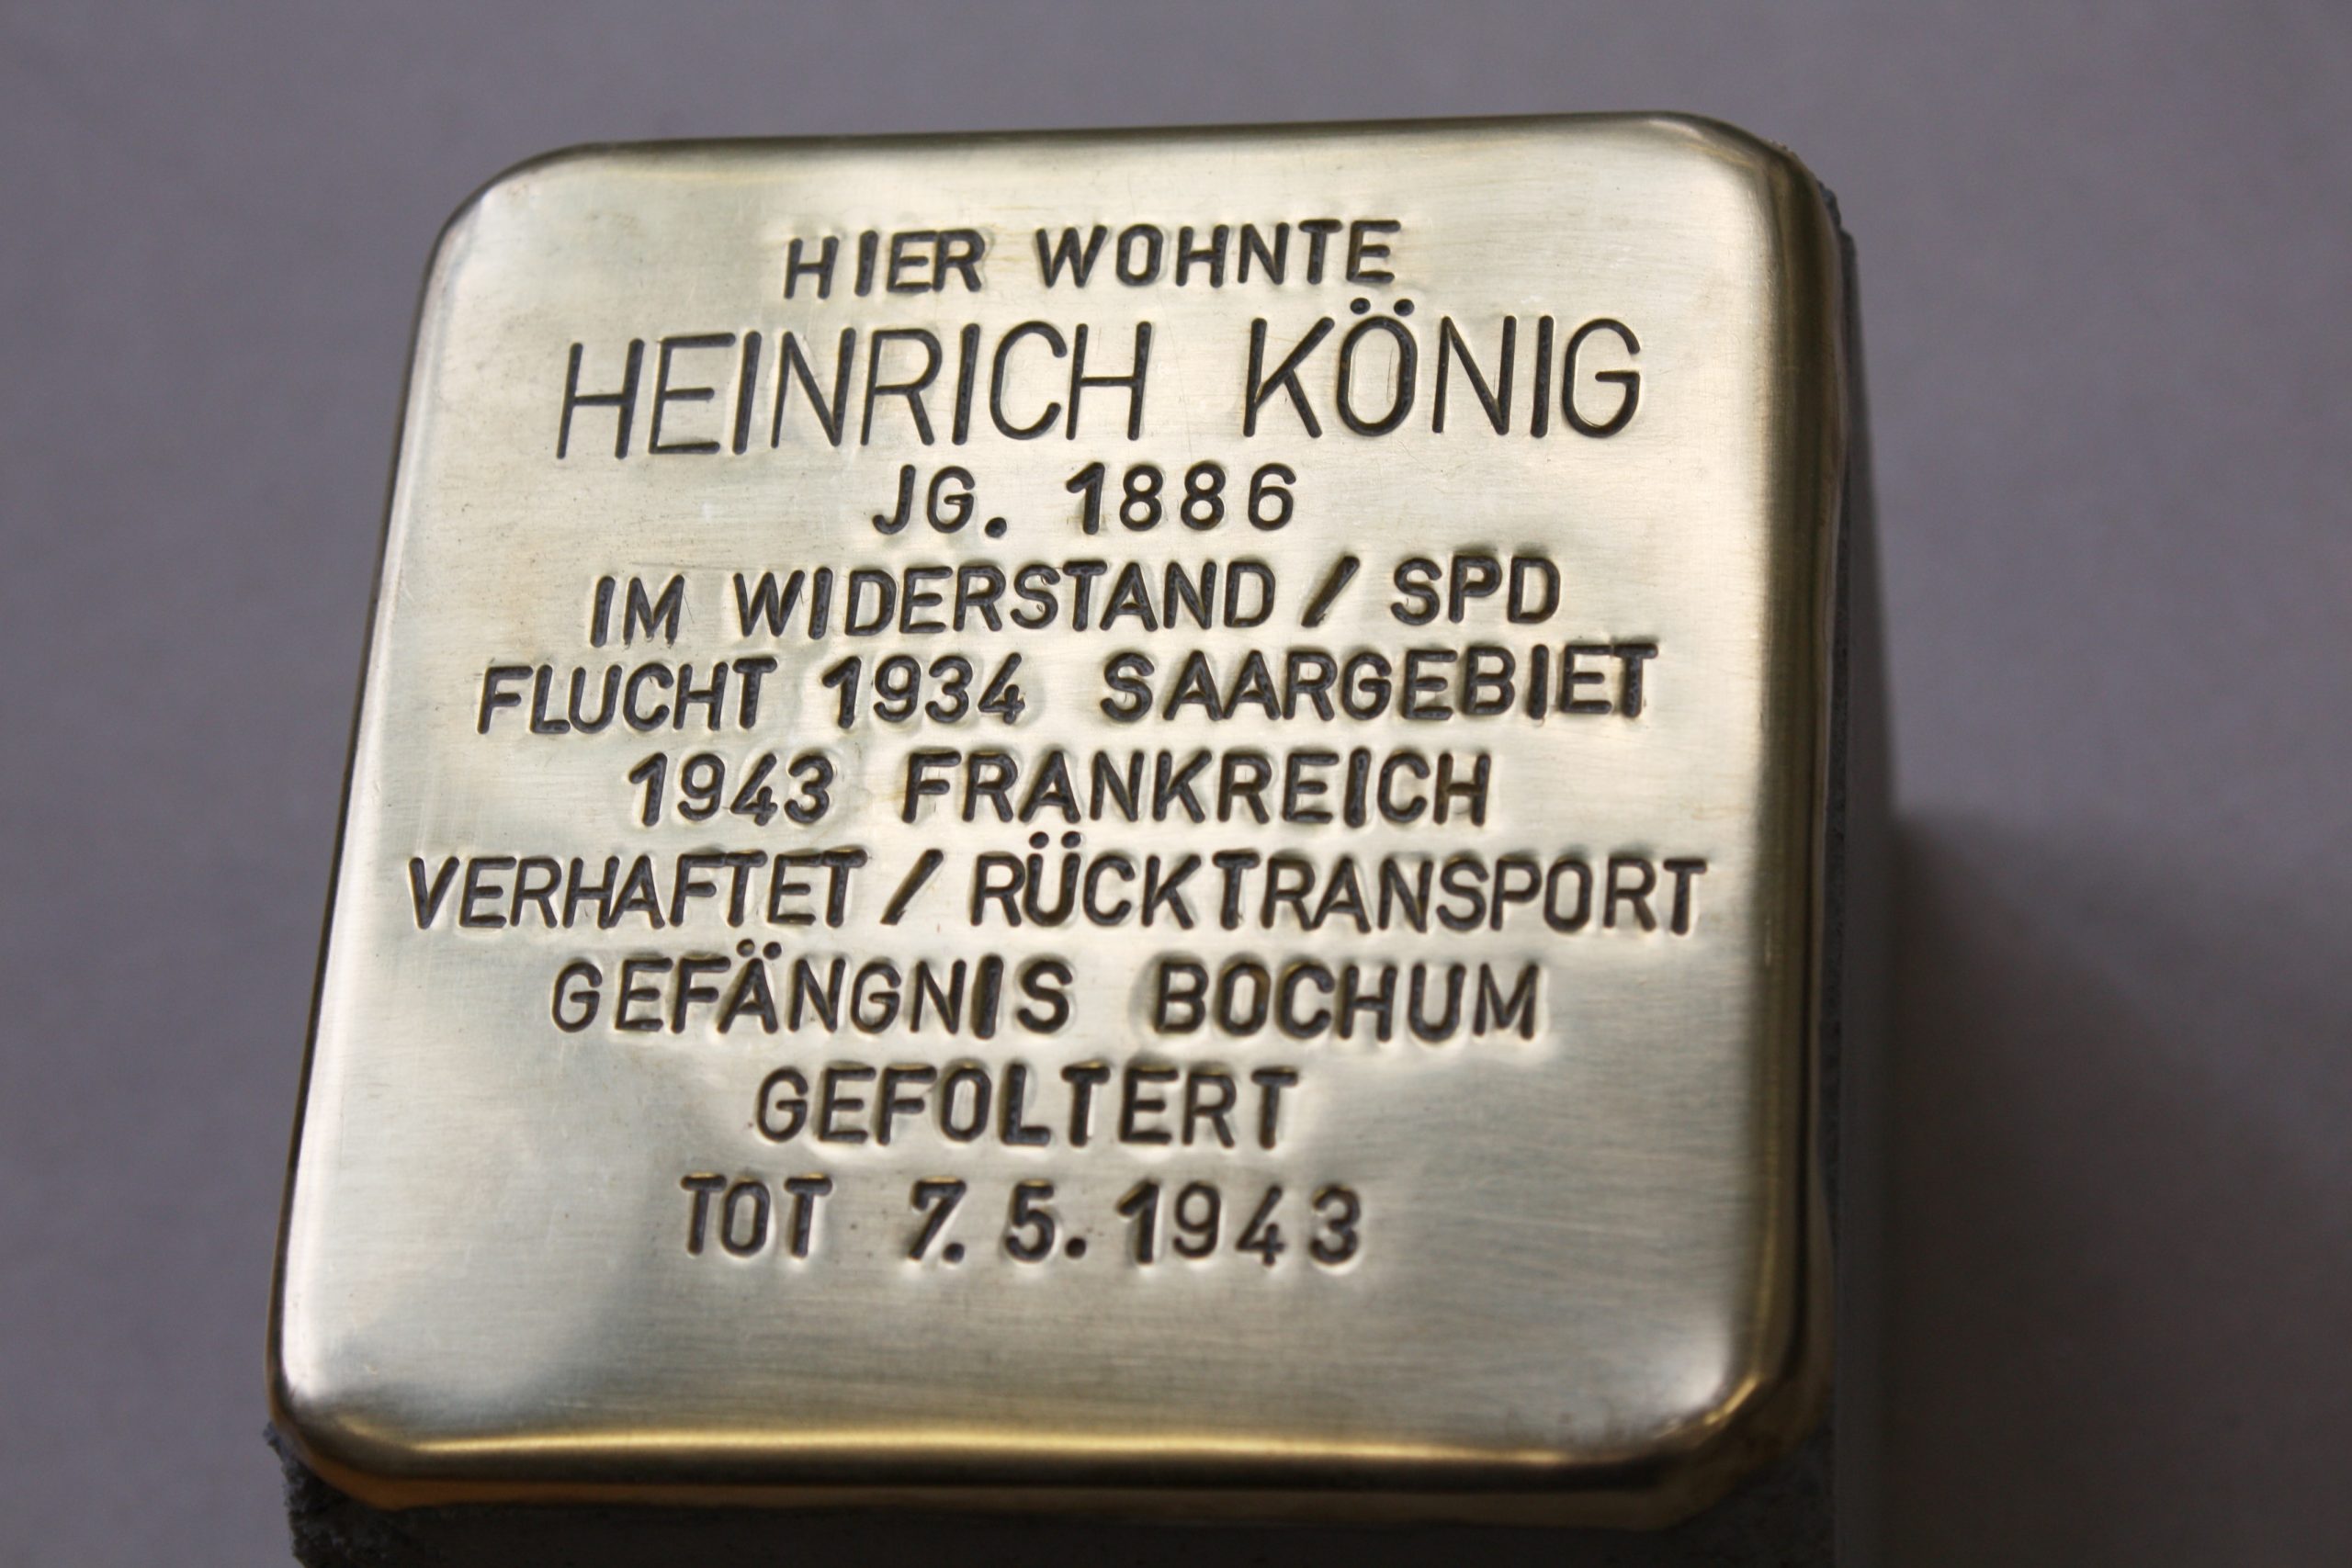 HIER WOHNTE
HEINRICH KÖNIG
JG. 1886
IM WIDERSTAND / SPD
FLUCHT 1934 SAARGEBIET
1943 FRANKREICH
VERHAFTET / RÜCKTRANSPORT
GEFÄNGNIS BOCHUM
GEFOLTERT
TOT 7.5.1943